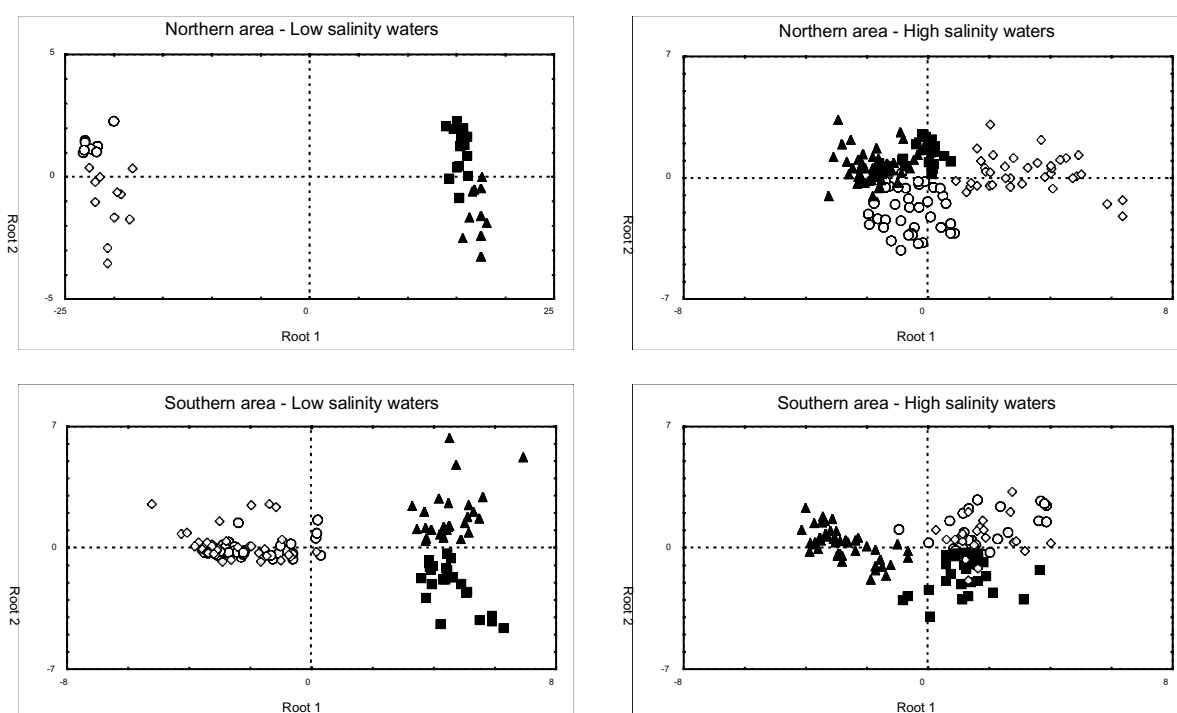 Northern area - Low salinity waters
5
0
-5
Root 2
-25
0
25
Root 1
Northern area - High salinity waters
7
0
-7
Root 2
-8
0
8
Root 1
Southern area - Low salinity waters
7
0
-7
Root 2
-8
0
8
Root 1
Southern area - High salinity waters
7
0
-7
Root 2
-8
0
8
Root 1